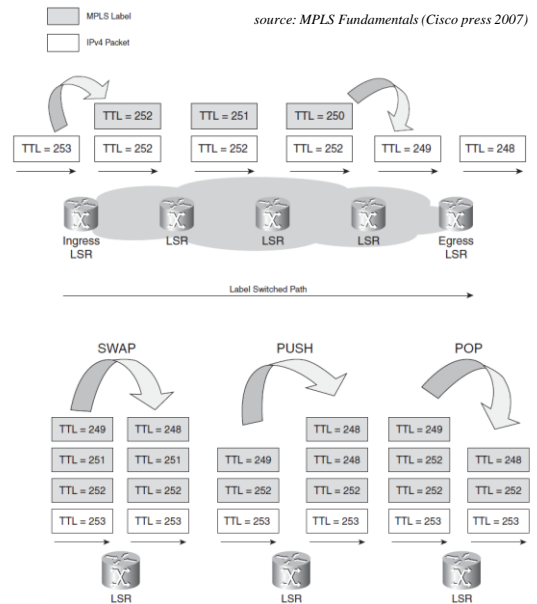 MPLS Label
source: MPLS Fundamentals (Cisco press 2007)
IPv4 Packet
TTL = 252 TTL = 251 TTL = 250
TTL = 253 TTL = 252 TTL = 252 TTL = 252 TTL = 249 TTL = 248
Ingress LSR LSR LSR Egress
LSR LSR
Label Switched Path
SWAP PUSH POP
TTL = 249 TTL = 248 TTL = 248 TTL = 249
TTL = 251 TTL = 251 TTL = 249 TTL = 248 TTL = 252 TTL = 248
TTL = 252 TTL = 252 TTL = 252 TTL = 252 TTL = 252 TTL = 252
TTL = 253 TTL = 253 TTL = 253 TTL = 253 TTL = 253 TTL = 253
LSR LSR LSR